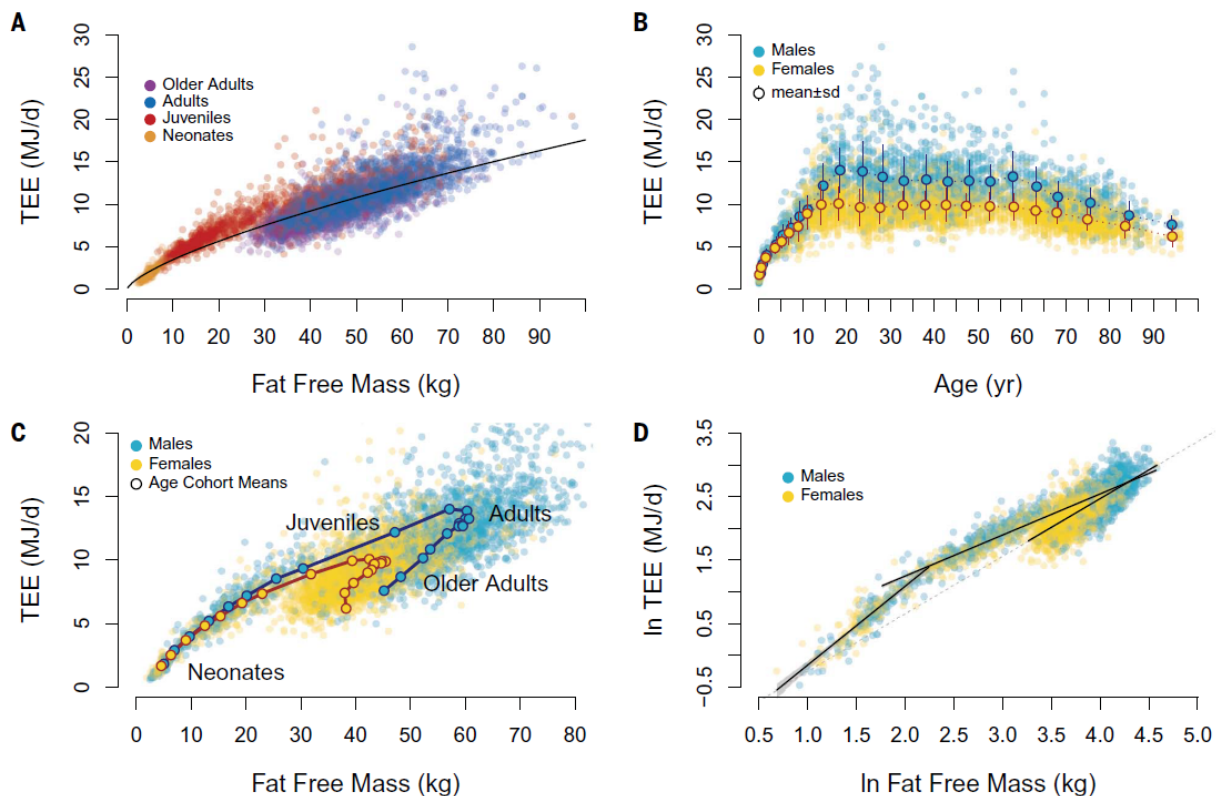 A
TEE (MJ/d)
30
25
20
15
10
5
0
Older Adults
Adults
Juveniles
Neonates
0 10 20 30 40 50 60 70 80 90
Fat Free Mass (kg)
B
TEE (MJ/d)
30
25
20
15
10
5
0
Males
Females
mean±sd
0 10 20 30 40 50 60 70 80 90
Age (yr)
C
TEE (MJ/d)
20
15
10
5
0
Males
Females
Age Cohort Means
Juveniles
Adults
Older Adults
Neonates
0 10 20 30 40 50 60 70 80
Fat Free Mass (kg)
D
ln TEE (MJ/d)
3.5
2.5
1.5
0.5
−0.5
Males
Females
0.5 1.0 1.5 2.0 2.5 3.0 3.5 4.0 4.5 5.0
ln Fat Free Mass (kg)